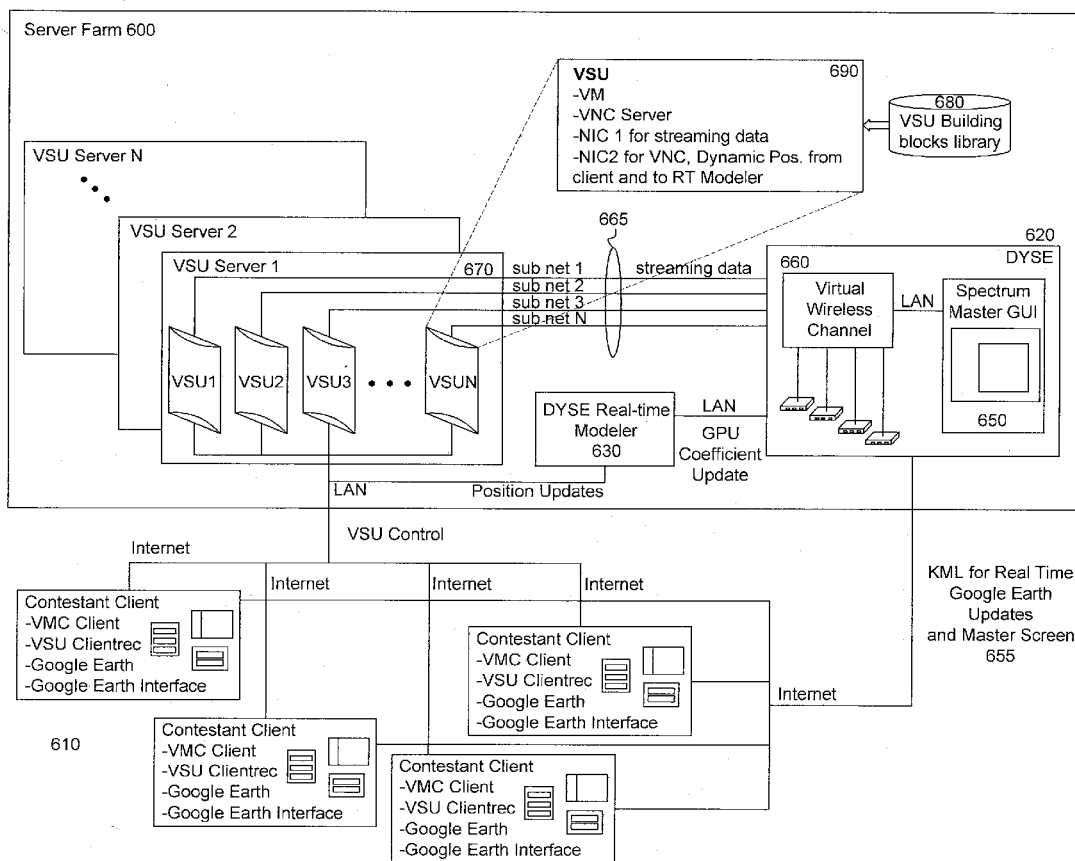 Server Farm 600
VSU
690
-VM
-VNC Server
-NIC 1 for streaming data
-NIC2 for VNC, Dynamic Pos. from
client and to RT Modeler
680
VSU Building
blocks library
VSU Server N
VSU Server 2
VSU Server 1
670
665
sub net 1
streaming data
sub net 2
sub net 3
sub net N
VSU1
VSU2
VSU3
VSUN
620
DYSE
660
Virtual
Wireless
Channel
LAN
Spectrum
Master GUI
650
DYSE Real-time
Modeler
630
LAN
GPU
Coefficient
Update
LAN
Position Updates
VSU Control
Internet
Internet
Internet
Internet
KML for Real Time
Google Earth
Updates
and Master Screen
655
Internet
Contestant Client
-VMC Client
-VSU Clientrec
-Google Earth
-Google Earth Interface
Contestant Client
-VMC Client
-VSU Clientrec
-Google Earth
-Google Earth Interface
610
Contestant Client
-VMC Client
-VSU Clientrec
-Google Earth
-Google Earth Interface
Contestant Client
-VMC Client
-VSU Clientrec
-Google Earth
-Google Earth Interface